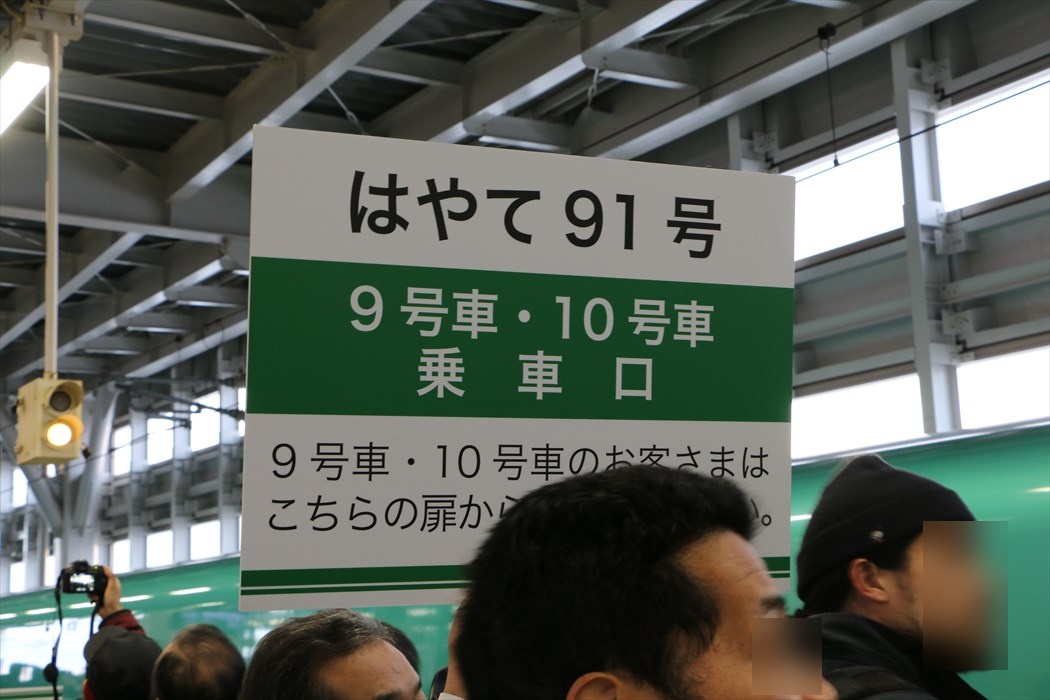 はやて91号
9号車・10号車
乗車口
9号車・10号車のお客さまは
こちらの扉から い。